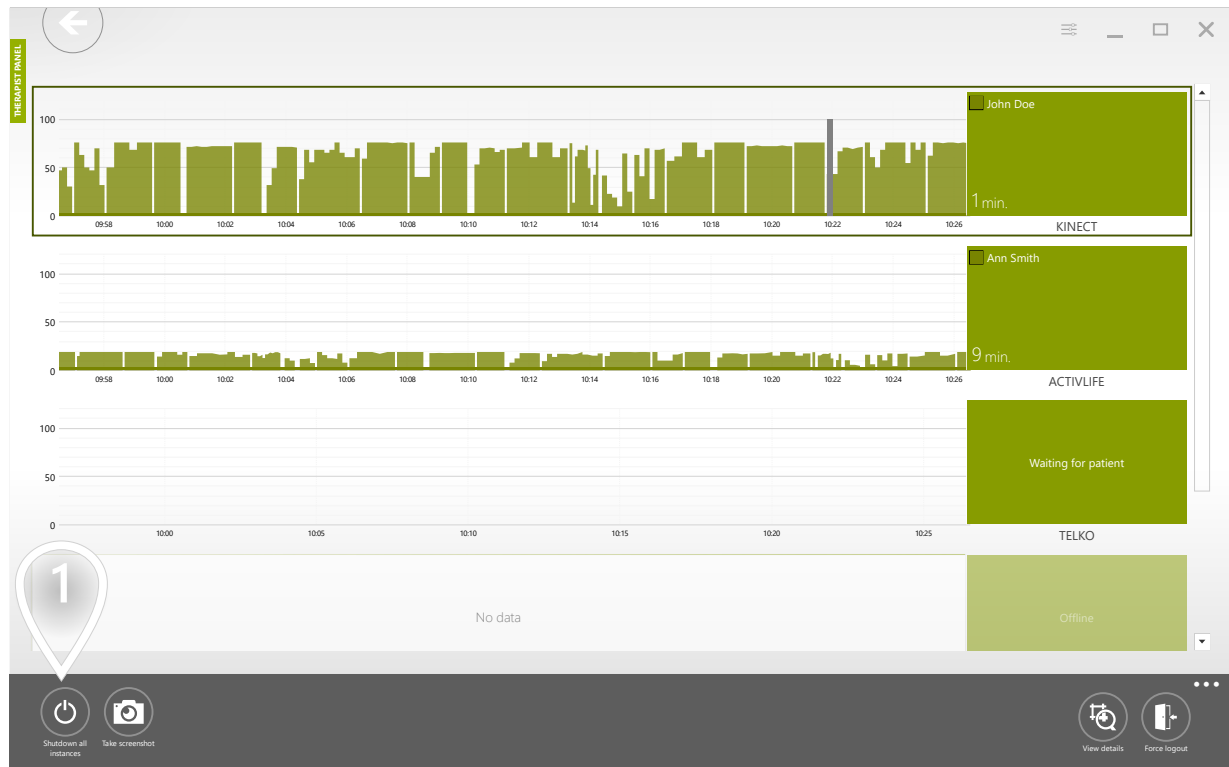 THERAPIST PANEL
100
50
0
09:58 10:00 10:02 10:04 10:06 10:08 10:10 10:12 10:14 10:16 10:18 10:20 10:22 10:24 10:26
John Doe
1 min.
KINECT
100
50
0
09:58 10:00 10:02 10:04 10:06 10:08 10:10 10:12 10:14 10:16 10:18 10:20 10:22 10:24 10:26
Ann Smith
9 min.
ACTIVLIFE
100
50
0
10:00 10:05 10:10 10:15 10:20 10:25
Waiting for patient
TELKO
1
No data
Offline
Shutdown all
instances
Take screenshot
View details
Force logout